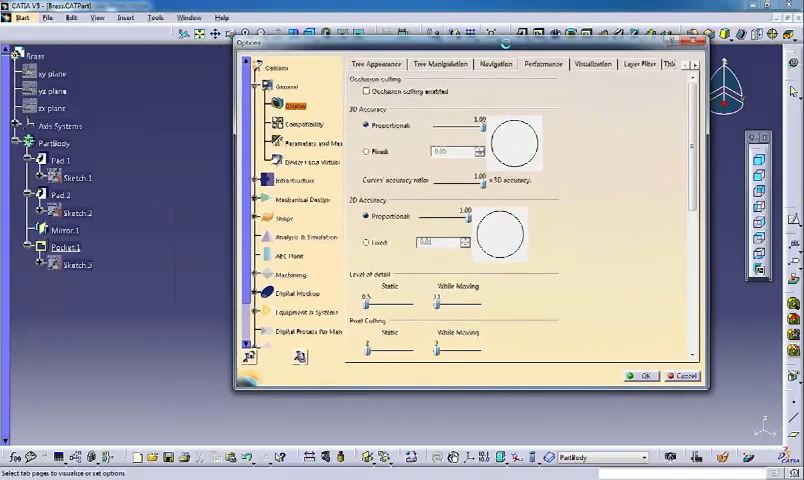 CATIA V5 - [Brass.CATPart]
Start File Edit View Insert Tools Window Help
Brass
xy plane
yz plane
zx plane
Axis Systems
PartBody
Pad.1
Sketch.1
Pad.2
Sketch.2
Mirror.1
Pocket.1
Sketch.3
Options
Options
General
Display
Compatibility
Parameters and Mea
Devices and Virtual
Infrastructure
Mechanical Design
Shape
Analysis & Simulation
AEC Plant
Machining
Digital Mockup
Equipment & Systems
Digital Process for Man
Tree Appearance Tree Manipulation Navigation Performance Visualization Layer Filter
Occlusion culling
Occlusion culling enabled
3D Accuracy
1.00
Proportional
Fixed
0.05
1.00
Curves' accuracy ratio: x 3D accuracy.
2D Accuracy
1.00
Proportional
Fixed
0.01
Level of detail
Static While Moving
0.5
Pixel Culling
Static While Moving
2
OK Cancel
PartBody
CATIA
Select tab pages to visualize or set options.